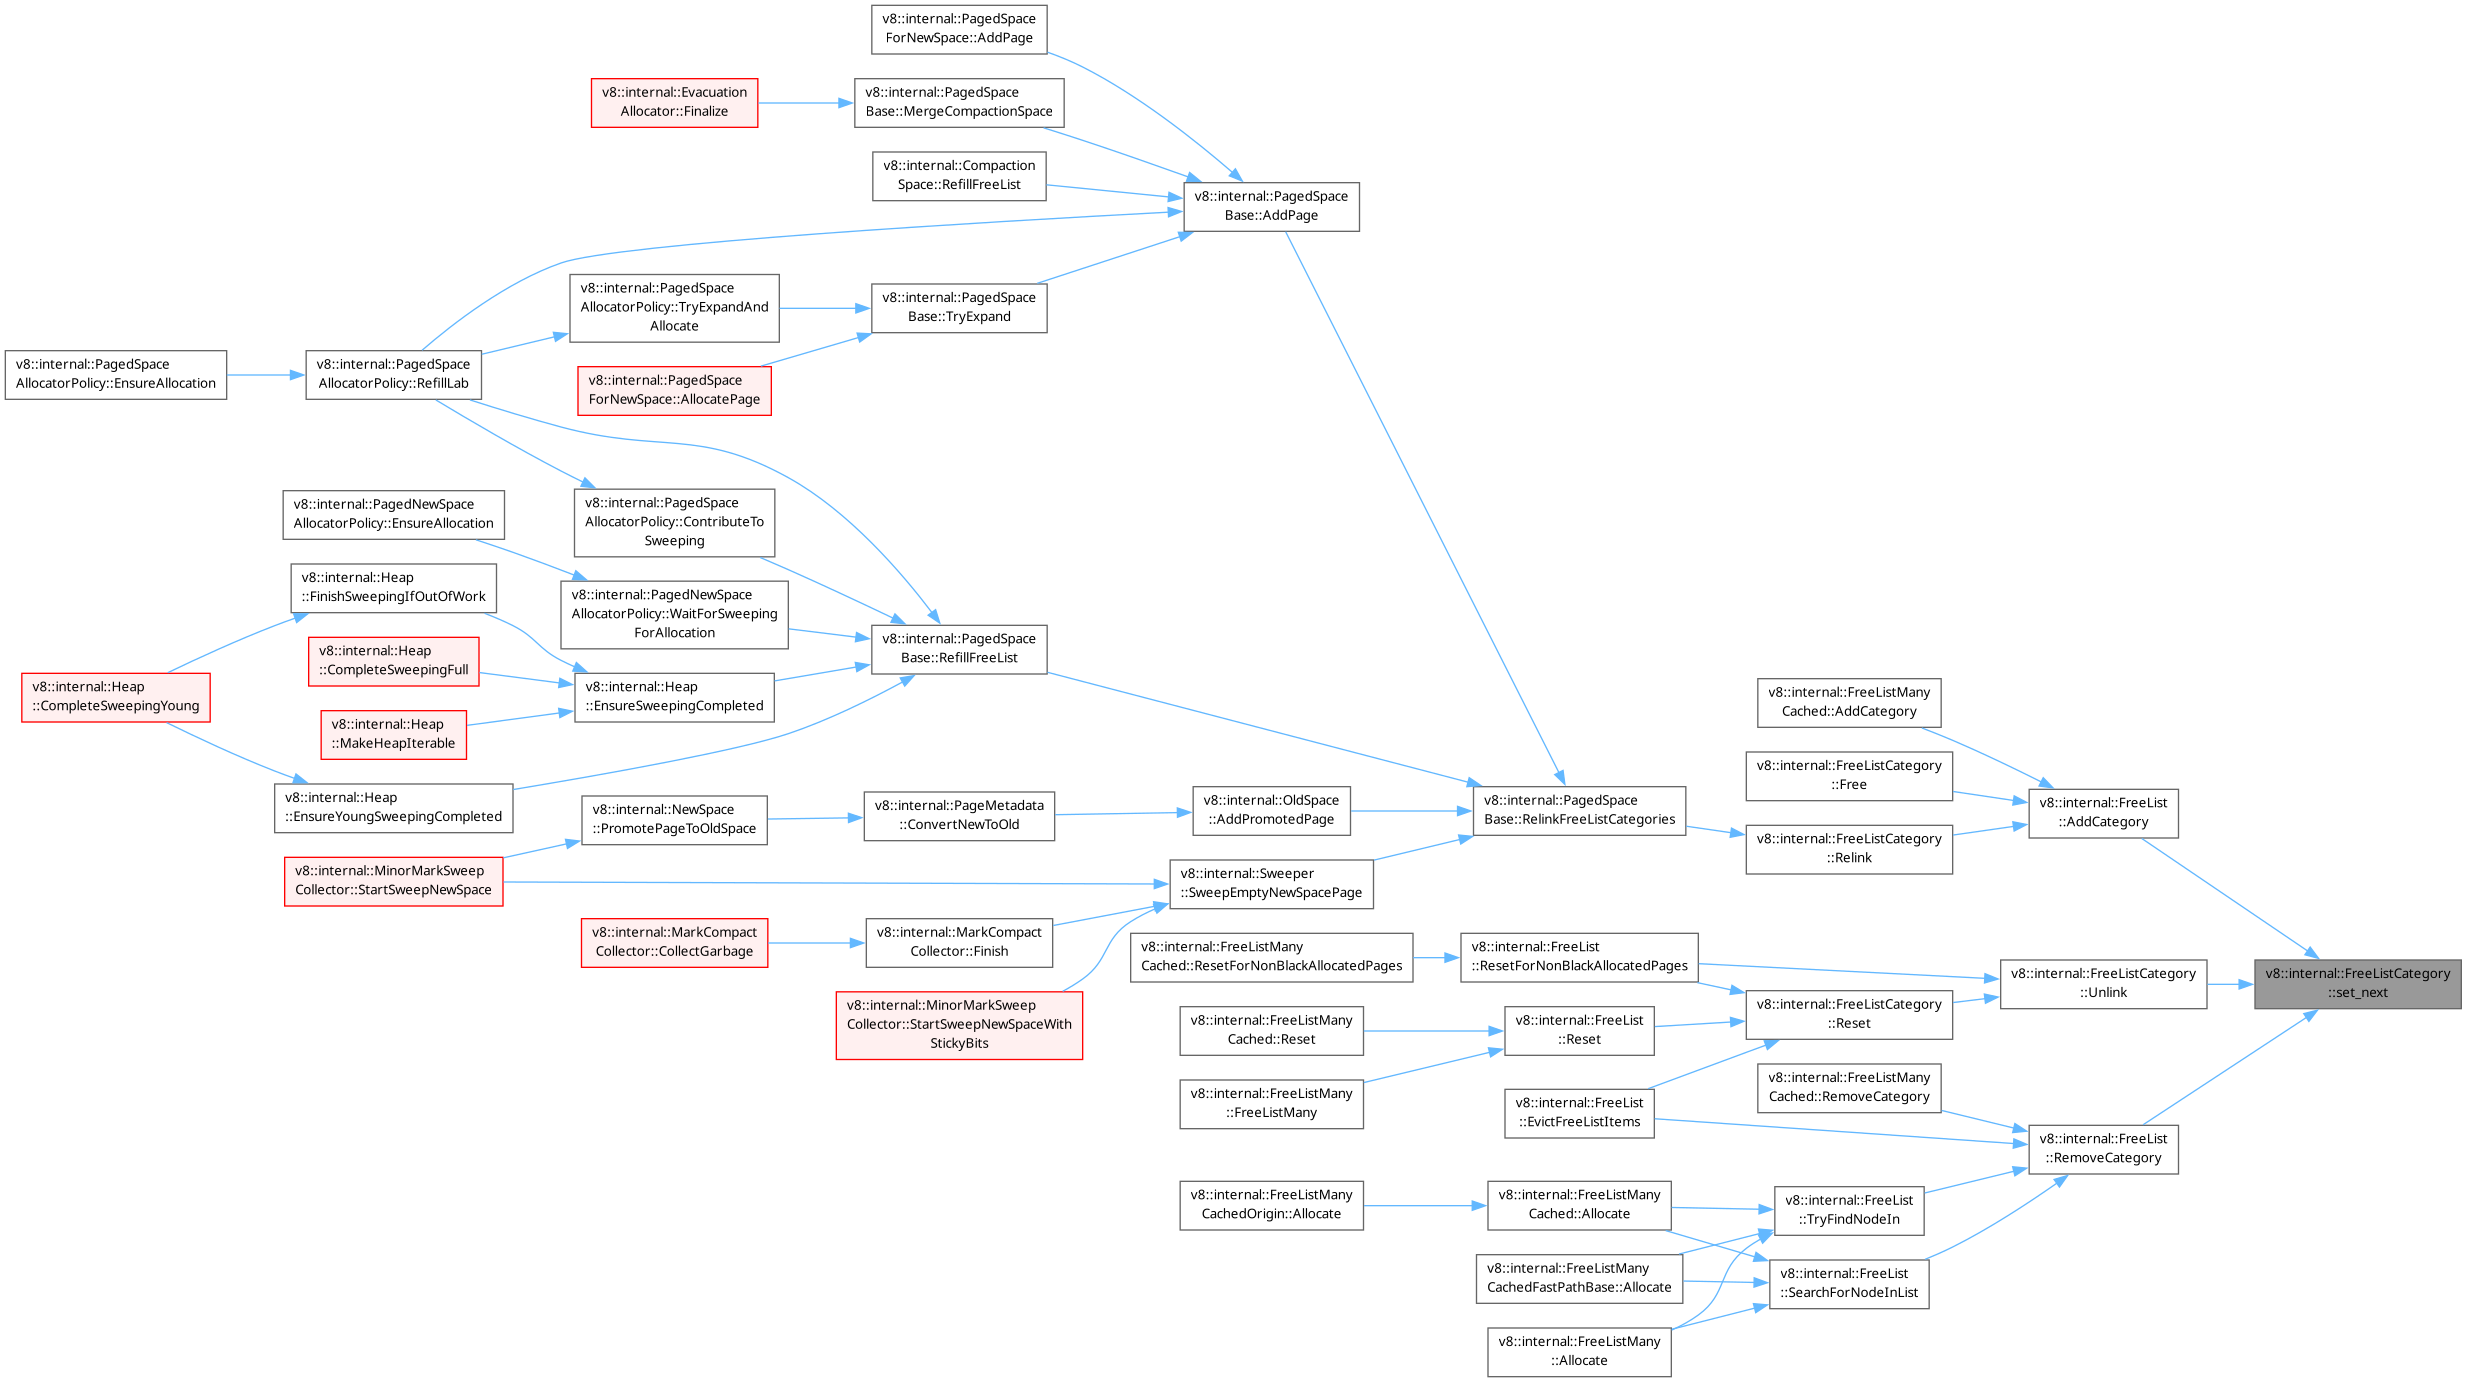 v8::internal::PagedSpace
ForNewSpace::AddPage
v8::internal::Evacuation
Allocator::Finalize
v8::internal::PagedSpace
Base::MergeCompactionSpace
v8::internal::Compaction
Space::RefillFreeList
v8::internal::PagedSpace
Base::AddPage
v8::internal::PagedSpace
AllocatorPolicy::TryExpandAnd
Allocate
v8::internal::PagedSpace
Base::TryExpand
v8::internal::PagedSpace
AllocatorPolicy::EnsureAllocation
v8::internal::PagedSpace
AllocatorPolicy::RefillLab
v8::internal::PagedSpace
ForNewSpace::AllocatePage
v8::internal::PagedNewSpace
AllocatorPolicy::EnsureAllocation
v8::internal::PagedSpace
AllocatorPolicy::ContributeTo
Sweeping
v8::internal::Heap
::FinishSweepingIfOutOfWork
v8::internal::PagedNewSpace
AllocatorPolicy::WaitForSweeping
ForAllocation
v8::internal::PagedSpace
Base::RefillFreeList
v8::internal::Heap
::CompleteSweepingFull
v8::internal::Heap
::CompleteSweepingYoung
v8::internal::Heap
::EnsureSweepingCompleted
v8::internal::Heap
::MakeHeapIterable
v8::internal::Heap
::EnsureYoungSweepingCompleted
v8::internal::NewSpace
::PromotePageToOldSpace
v8::internal::PageMetadata
::ConvertNewToOld
v8::internal::OldSpace
::AddPromotedPage
v8::internal::PagedSpace
Base::RelinkFreeListCategories
v8::internal::FreeListMany
Cached::AddCategory
v8::internal::FreeListCategory
::Free
v8::internal::FreeList
::AddCategory
v8::internal::FreeListCategory
::Relink
v8::internal::MinorMarkSweep
Collector::StartSweepNewSpace
v8::internal::Sweeper
::SweepEmptyNewSpacePage
v8::internal::MarkCompact
Collector::CollectGarbage
v8::internal::MarkCompact
Collector::Finish
v8::internal::MinorMarkSweep
Collector::StartSweepNewSpaceWith
StickyBits
v8::internal::FreeListMany
Cached::ResetForNonBlackAllocatedPages
v8::internal::FreeList
::ResetForNonBlackAllocatedPages
v8::internal::FreeListCategory
::Unlink
v8::internal::FreeListCategory
::set_next
v8::internal::FreeListMany
Cached::Reset
v8::internal::FreeList
::Reset
v8::internal::FreeListCategory
::Reset
v8::internal::FreeListMany
::FreeListMany
v8::internal::FreeList
::EvictFreeListItems
v8::internal::FreeListMany
Cached::RemoveCategory
v8::internal::FreeList
::RemoveCategory
v8::internal::FreeListMany
CachedOrigin::Allocate
v8::internal::FreeListMany
Cached::Allocate
v8::internal::FreeList
::TryFindNodeIn
v8::internal::FreeListMany
CachedFastPathBase::Allocate
v8::internal::FreeList
::SearchForNodeInList
v8::internal::FreeListMany
::Allocate